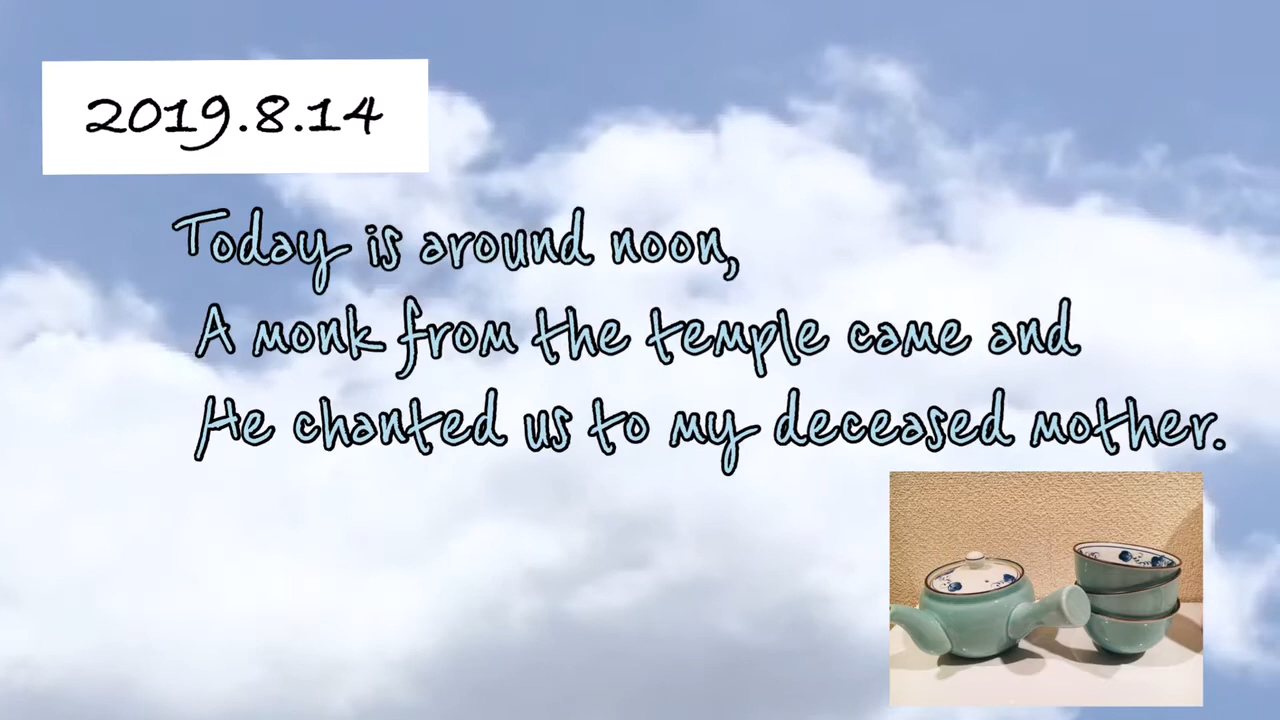 2019.8.14
Today is around noon,
A monk from the temple came and
He chanted us to my deceased mother.